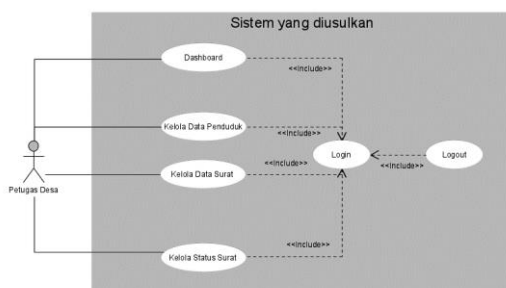 Sistem yang diusulkan
Dashboard
<<Include>>
Kelola Data Penduduk
<<Include>>
Login
Logout
<<Include>>
<<Include>>
Kelola Data Surat
Petugas Desa
<<Include>>
Kelola Status Surat